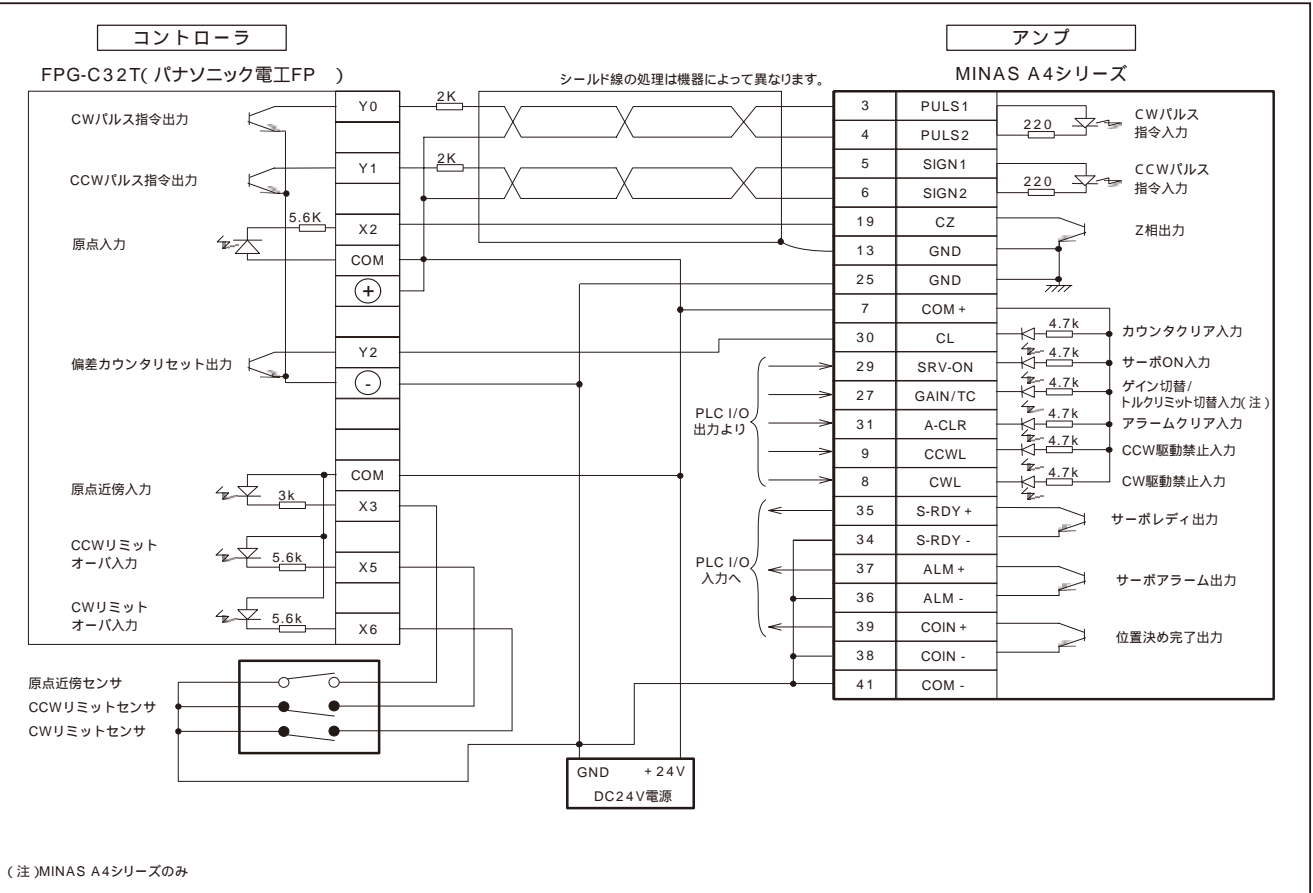 コントローラ
アンプ
FPG-C32T(パナソニック電工FP )
シールド線の処理は機器によって異なります。
MINAS A4シリーズ
CWパルス指令出力
Y0
2K
3 PULS1
220
CWパルス
指令入力
4 PULS2
CCWパルス指令出力
Y1
2K
5 SIGN1
220
CCWパルス
指令入力
6 SIGN2
原点入力
5.6K
X2
19 CZ
Z相出力
COM
13 GND
+
25 GND
7 COM+
偏差カウンタリセット出力
Y2
30 CL
4.7k
カウンタクリア入力
-
29 SRV-ON
4.7k
サーボON入力
PLC I/O
出力より
27 GAIN/TC
4.7k
ゲイン切替/
トルクリミット切替入力(注)
31 A-CLR
4.7k
アラームクリア入力
9 CCWL
4.7k
CCW駆動禁止入力
8 CWL
4.7k
CW駆動禁止入力
原点近傍入力
COM
3k
X3
35 S-RDY+
サーボレディ出力
34 S-RDY-
CCWリミット
オーバ入力
5.6k
X5
PLC I/O
入力へ
37 ALM+
サーボアラーム出力
36 ALM-
CWリミット
オーバ入力
5.6k
X6
39 COIN+
位置決め完了出力
38 COIN-
41 COM-
原点近傍センサ
CCWリミットセンサ
CWリミットセンサ
GND +24V
DC24V電源
(注)MINAS A4シリーズのみ